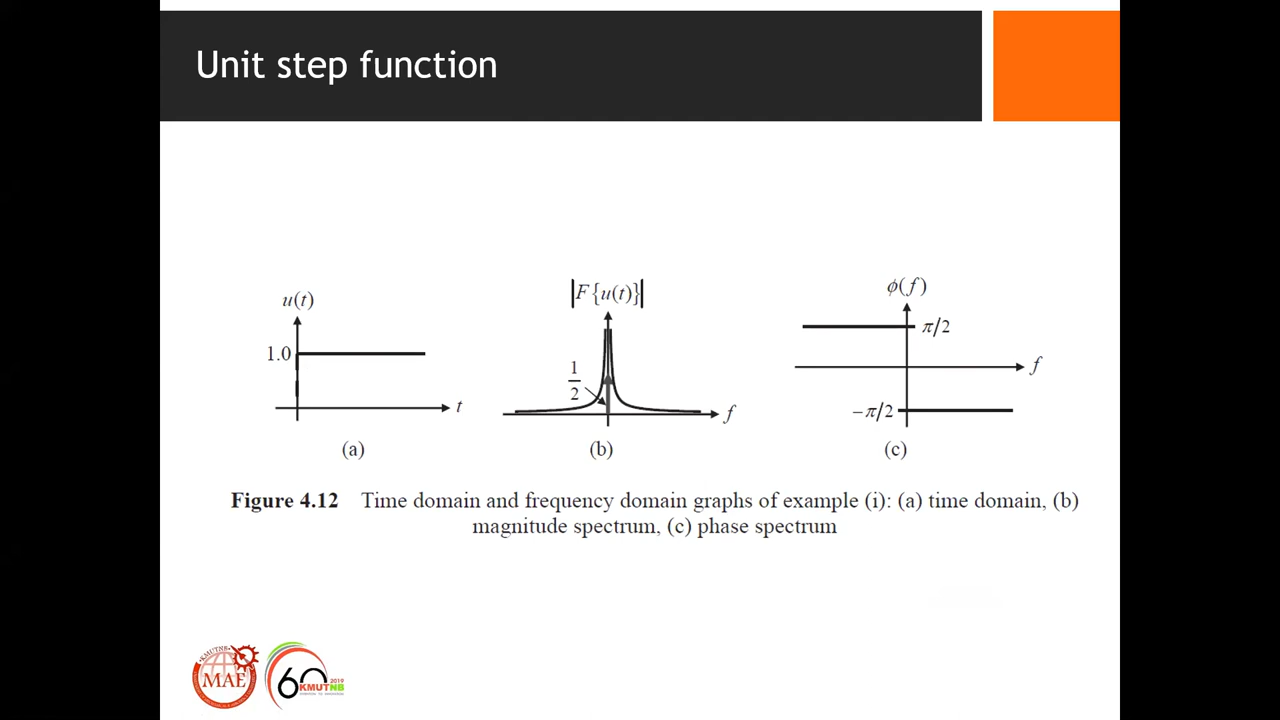 Unit step function
u(t)
1.0
t
(a)
|F{u(t)}|
1
2
f
(b)
ϕ(f)
π/2
f
−π/2
(c)
Figure 4.12 Time domain and frequency domain graphs of example (i): (a) time domain, (b)
magnitude spectrum, (c) phase spectrum
KMUTNB
MAE
60
2019
KMUTNB